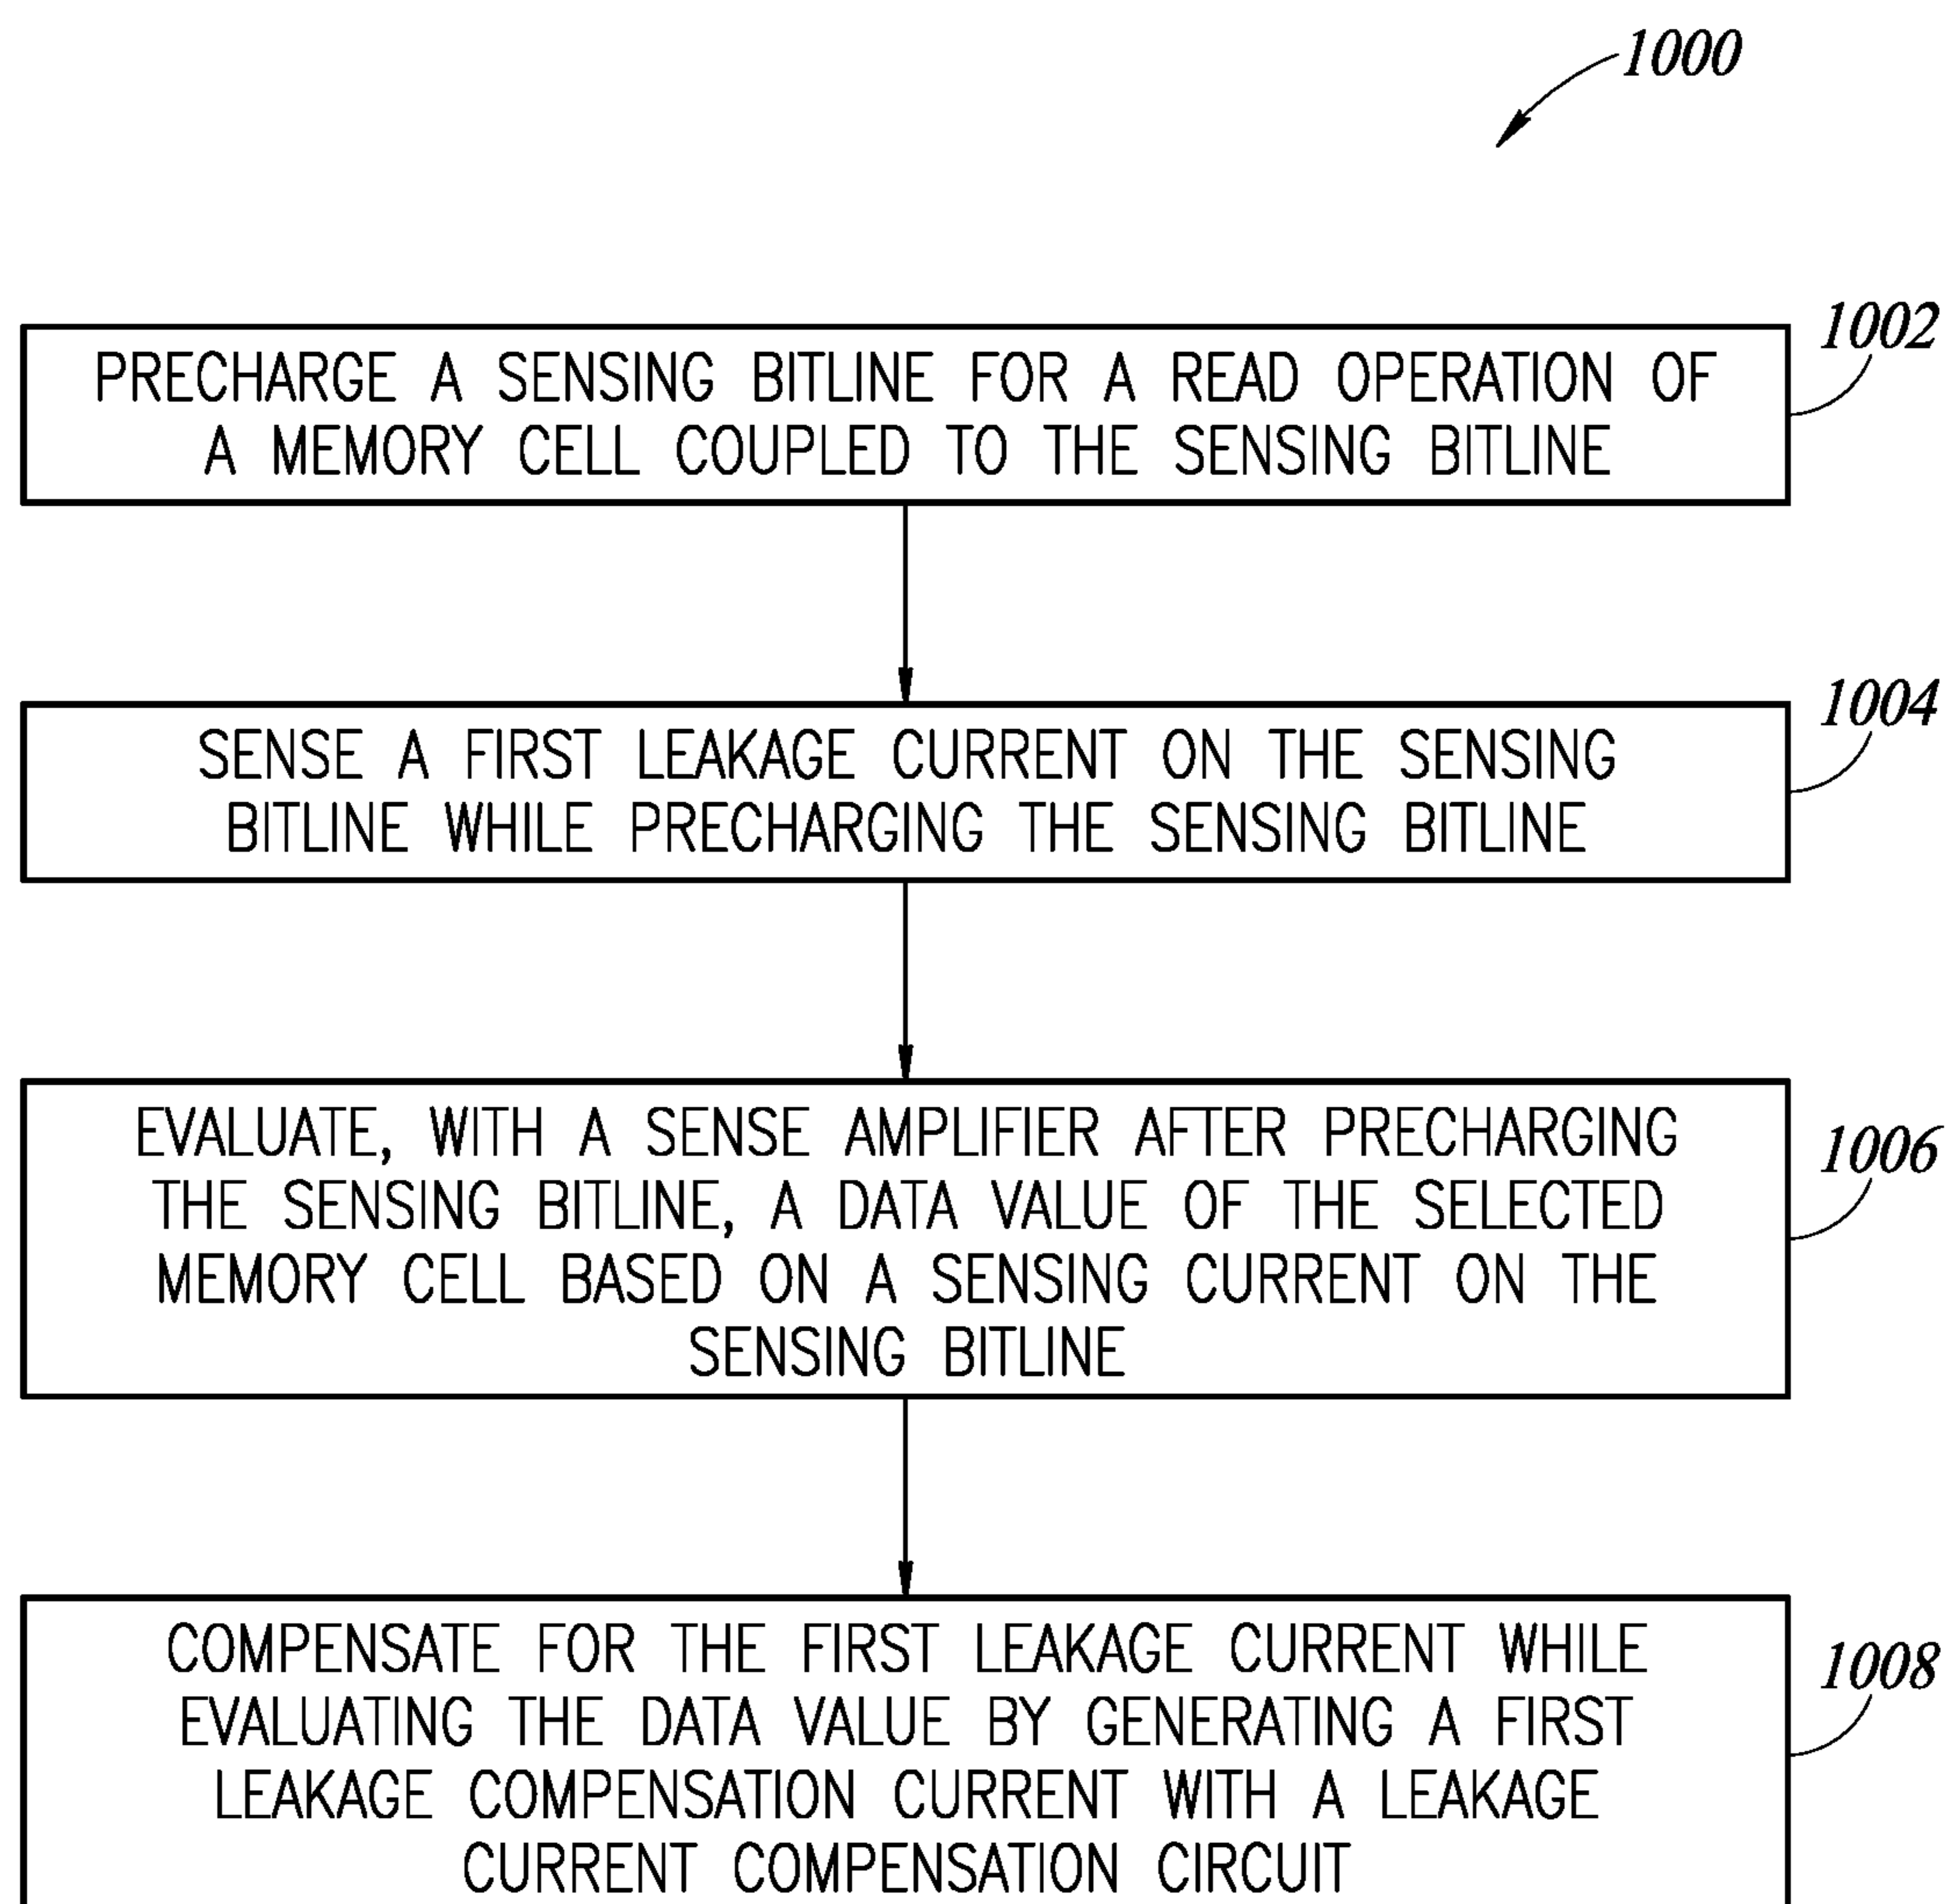 1000
1002
PRECHARGE A SENSING BITLINE FOR A READ OPERATION OF
A MEMORY CELL COUPLED TO THE SENSING BITLINE
1004
SENSE A FIRST LEAKAGE CURRENT ON THE SENSING
BITLINE WHILE PRECHARGING THE SENSING BITLINE
1006
EVALUATE, WITH A SENSE AMPLIFIER AFTER PRECHARGING
THE SENSING BITLINE, A DATA VALUE OF THE SELECTED
MEMORY CELL BASED ON A SENSING CURRENT ON THE
SENSING BITLINE
1008
COMPENSATE FOR THE FIRST LEAKAGE CURRENT WHILE
EVALUATING THE DATA VALUE BY GENERATING A FIRST
LEAKAGE COMPENSATION CURRENT WITH A LEAKAGE
CURRENT COMPENSATION CIRCUIT